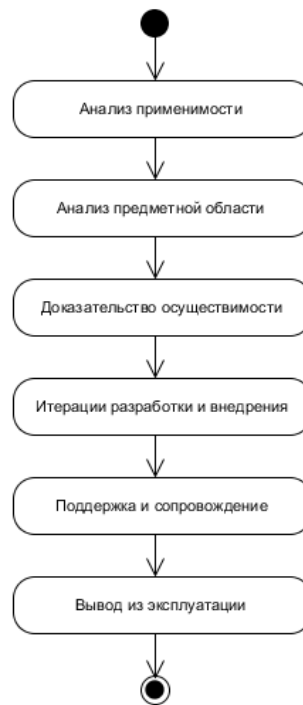 Анализ применимости
Анализ предметной области
Доказательство осуществимости
Итерации разработки и внедрения
Поддержка и сопровождение
Вывод из эксплуатации